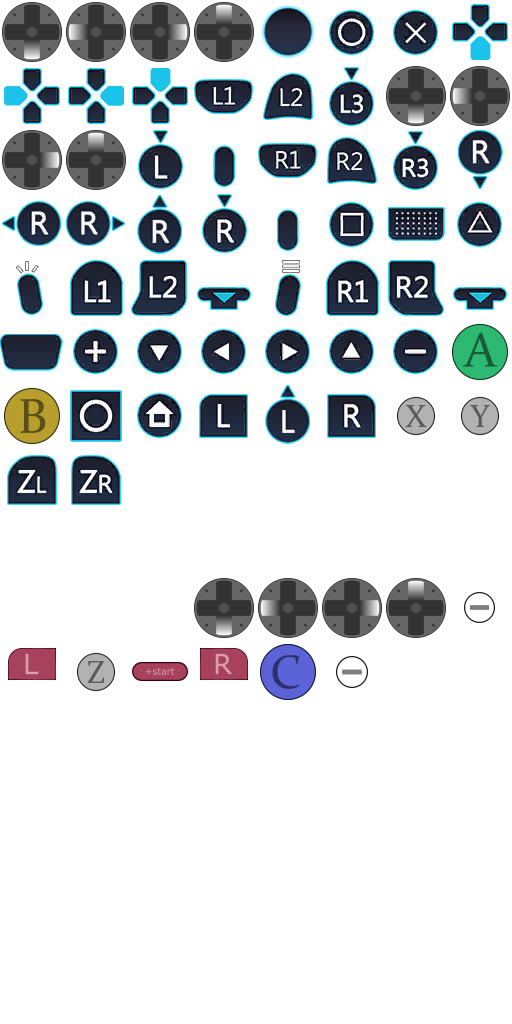 L1 L2 L3
L R1 R2 R3 R
R R R R
L1 L2 R1 R2
A
B L L R X Y
ZL ZR
L Z +start R C